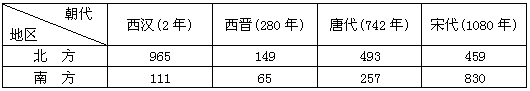 朝代 西汉(2年) 西晋(280年) 唐代(742年) 宋代(1080年)
地区
北 方 965 149 493 459
南 方 111 65 257 830